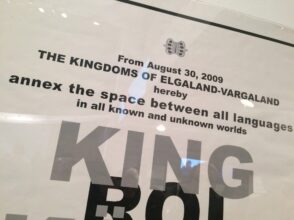 From August 30, 2009
THE KINGDOMS OF ELGALAND-VARGALAND
hereby
annex the space between all languages
in all known and unknown worlds
KING
ROI